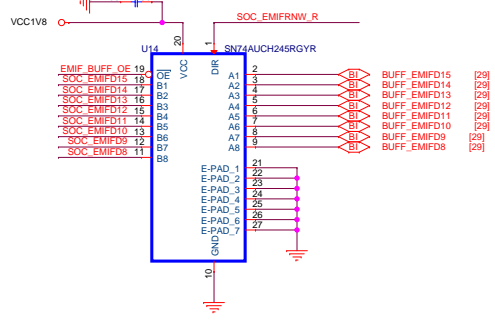 SOC_EMIFRNW_R
VCC1V8
U14
20
1
SN74AUCH245RGYR
VCC
DIR
EMIF_BUFF_OE 19 OE
SOC_EMIFD15 18 B1
SOC_EMIFD14 17 B2
SOC_EMIFD13 16 B3
SOC_EMIFD12 15 B4
SOC_EMIFD11 14 B5
SOC_EMIFD10 13 B6
SOC_EMIFD9 12 B7
SOC_EMIFD8 11 B8
A1 2 BI BUFF_EMIFD15 [29]
A2 3 BI BUFF_EMIFD14 [29]
A3 4 BI BUFF_EMIFD13 [29]
A4 5 BI BUFF_EMIFD12 [29]
A5 6 BI BUFF_EMIFD11 [29]
A6 7 BI BUFF_EMIFD10 [29]
A7 8 BI BUFF_EMIFD9 [29]
A8 9 BI BUFF_EMIFD8 [29]
E-PAD_1 21
E-PAD_2 22
E-PAD_3 23
E-PAD_4 24
E-PAD_5 25
E-PAD_6 26
E-PAD_7 27
GND
10